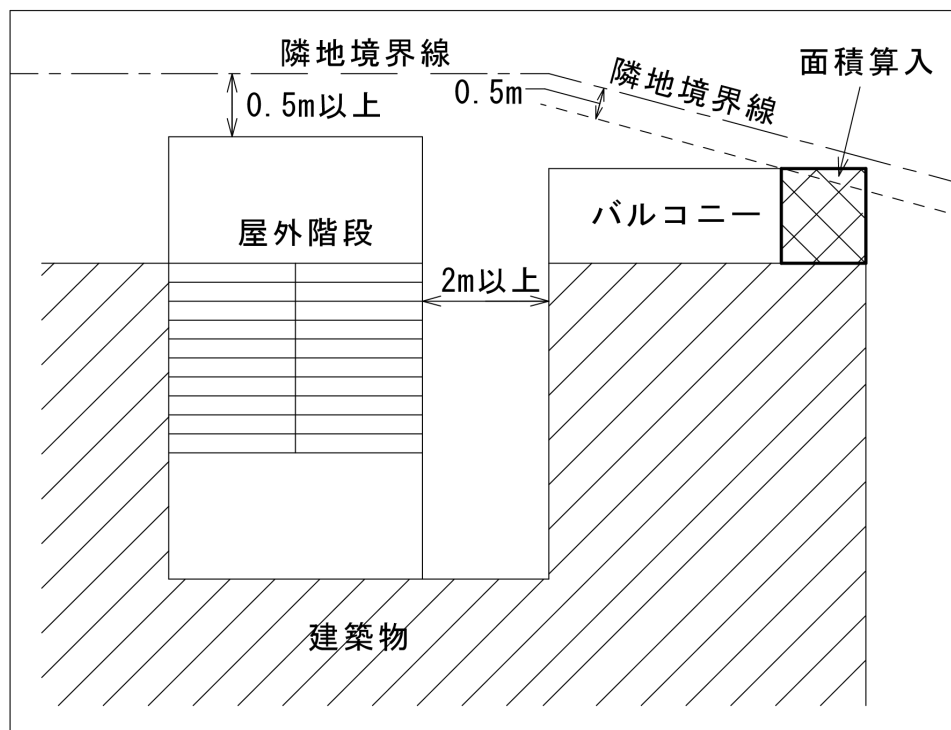 隣地境界線
隣地境界線
面積算入
0.5m以上
0.5m
屋外階段
バルコニー
2m以上
建築物